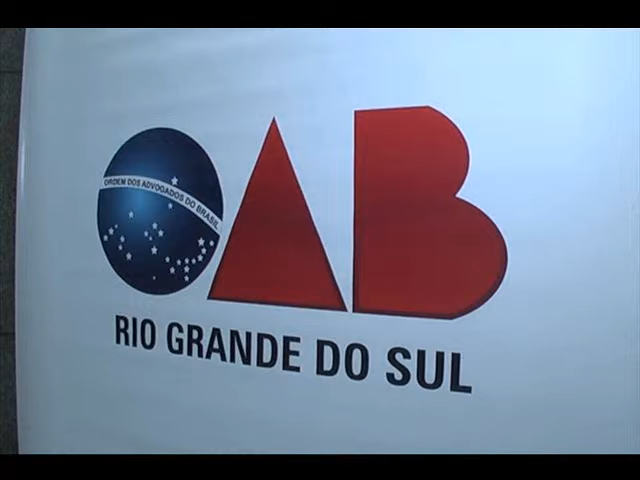 ORDEM DOS ADVOGADOS DO BRASIL
OAB
RIO GRANDE DO SUL